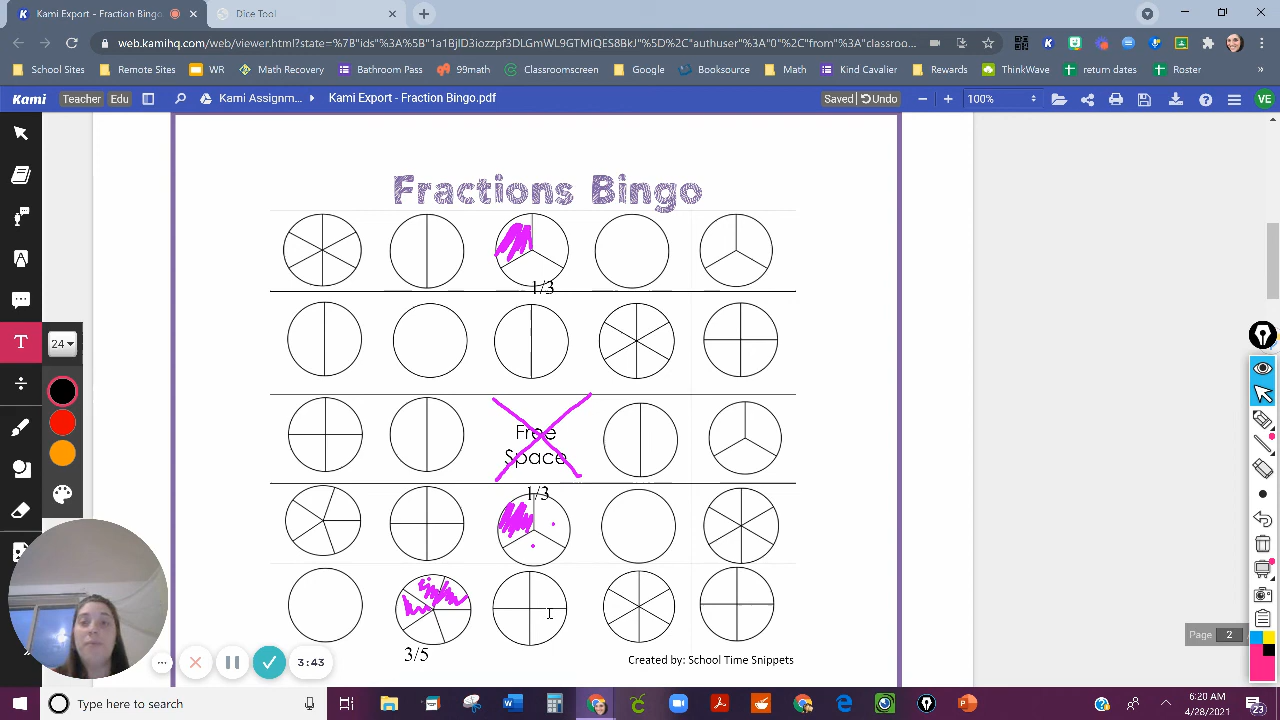 Kami Export - Fraction Bingo
Dice Tool
web.kamihq.com/web/viewer.html?state=%7B"ids"%3A%5B"1a1BjID3iozzpf3DLGmWL9GTMiQES8BkJ"%5D%2C"authuser"%3A"0"%2C"from"%3A"classroo...
School Sites
Remote Sites
WR
Math Recovery
Bathroom Pass
99math
Classroomscreen
Google
Booksource
Math
Kind Cavalier
Rewards
ThinkWave
return dates
Roster
»
Kami
Teacher
Edu
Kami Assignm...
Kami Export - Fraction Bingo.pdf
Saved
Undo
100%
VE
T
24
Fractions Bingo
1/3
Free
Space
1/3
3/5
Created by: School Time Snippets
Page 2
3:43
Type here to search
6:20 AM
4/28/2021